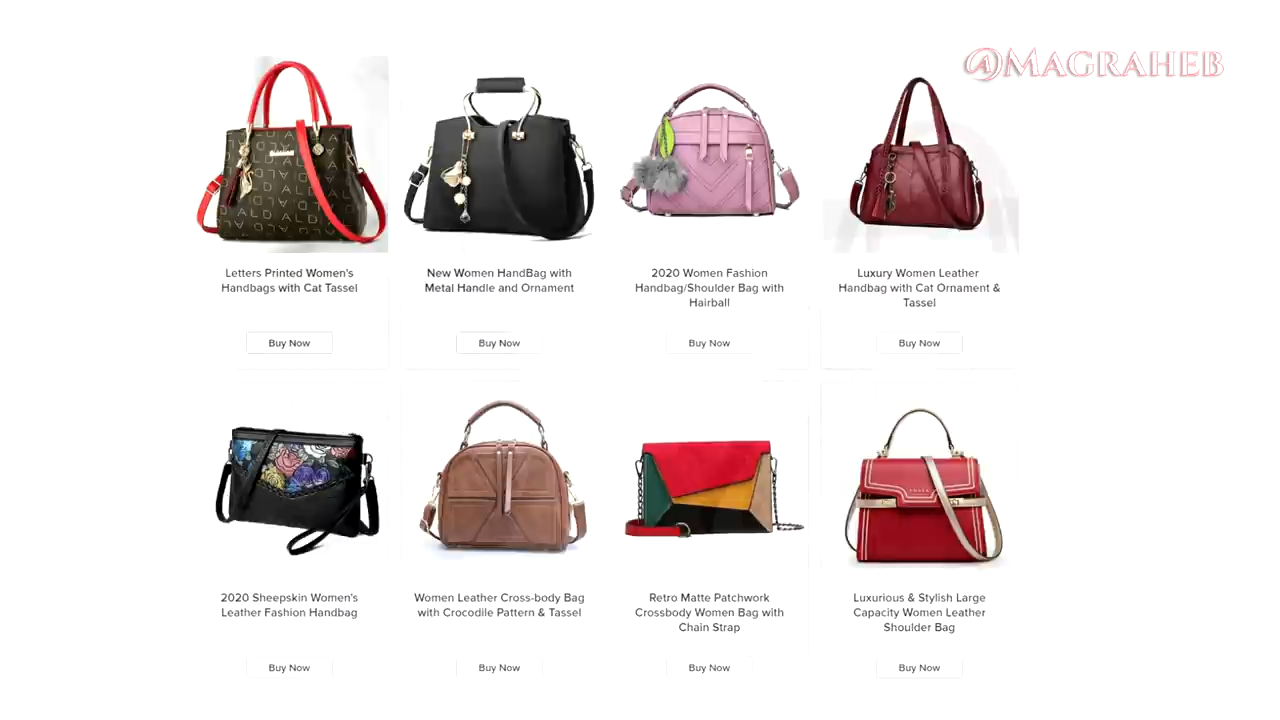 @MAGRAHEB
Letters Printed Women's
Handbags with Cat Tassel
Buy Now
New Women HandBag with
Metal Handle and Ornament
Buy Now
2020 Women Fashion
Handbag/Shoulder Bag with
Hairball
Buy Now
Luxury Women Leather
Handbag with Cat Ornament &
Tassel
Buy Now
2020 Sheepskin Women's
Leather Fashion Handbag
Buy Now
Women Leather Cross-body Bag
with Crocodile Pattern & Tassel
Buy Now
Retro Matte Patchwork
Crossbody Women Bag with
Chain Strap
Buy Now
Luxurious & Stylish Large
Capacity Women Leather
Shoulder Bag
Buy Now